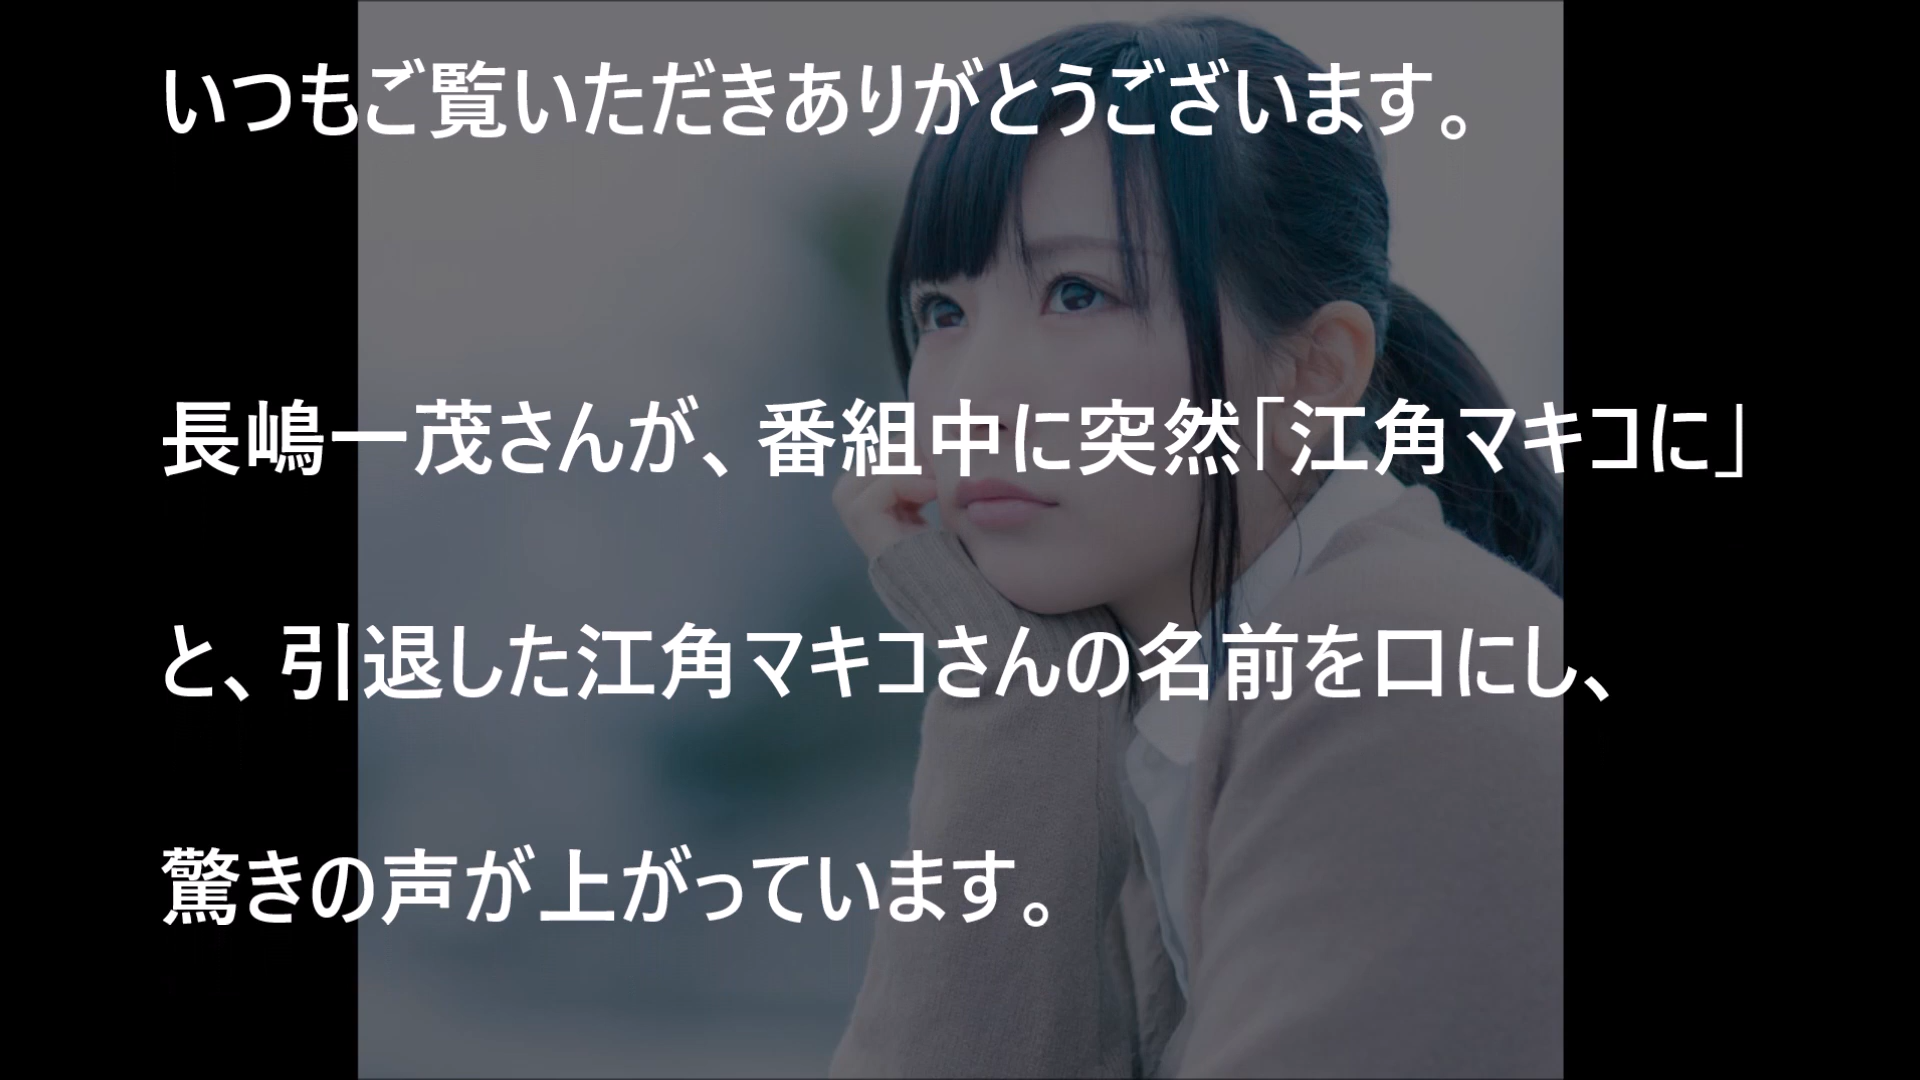 いつもご覧いただきありがとうございます。
長嶋一茂さんが、番組中に突然「江角マキコに」
と、引退した江角マキコさんの名前を口にし、
驚きの声が上がっています。